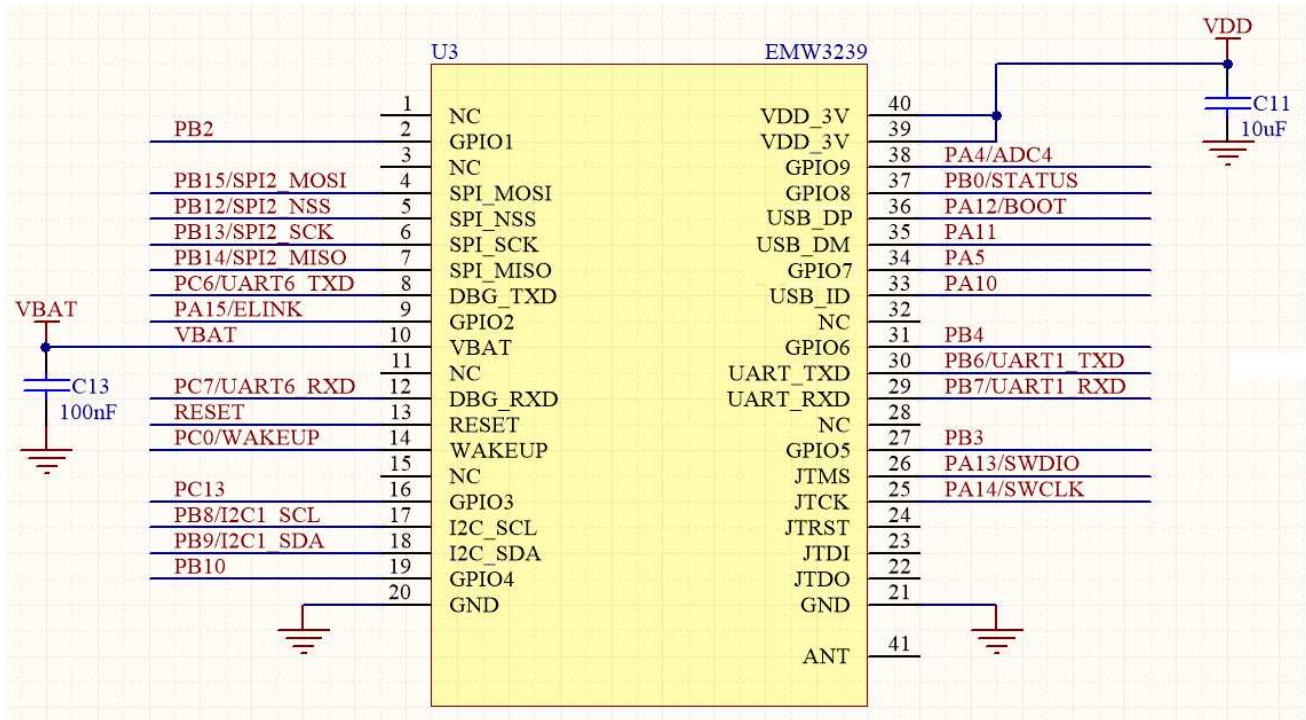 VDD
U3 EMW3239
C11
10uF
1 NC VDD_3V 40
PB2 2 GPIO1 VDD_3V 39
3 NC GPIO9 38 PA4/ADC4
PB15/SPI2_MOSI 4 SPI_MOSI GPIO8 37 PB0/STATUS
PB12/SPI2_NSS 5 SPI_NSS USB_DP 36 PA12/BOOT
PB13/SPI2_SCK 6 SPI_SCK USB_DM 35 PA11
PB14/SPI2_MISO 7 SPI_MISO GPIO7 34 PA5
PC6/UART6_TXD 8 DBG_TXD USB_ID 33 PA10
VBAT
PA15/ELINK 9 GPIO2 NC 32
VBAT 10 VBAT GPIO6 31 PB4
11 NC UART_TXD 30 PB6/UART1_TXD
C13
100nF
PC7/UART6_RXD 12 DBG_RXD UART_RXD 29 PB7/UART1_RXD
RESET 13 RESET NC 28
PC0/WAKEUP 14 WAKEUP GPIO5 27 PB3
15 NC JTMS 26 PA13/SWDIO
PC13 16 GPIO3 JTCK 25 PA14/SWCLK
PB8/I2C1_SCL 17 I2C_SCL JTRST 24
PB9/I2C1_SDA 18 I2C_SDA JTDI 23
PB10 19 GPIO4 JTDO 22
20 GND GND 21
ANT 41